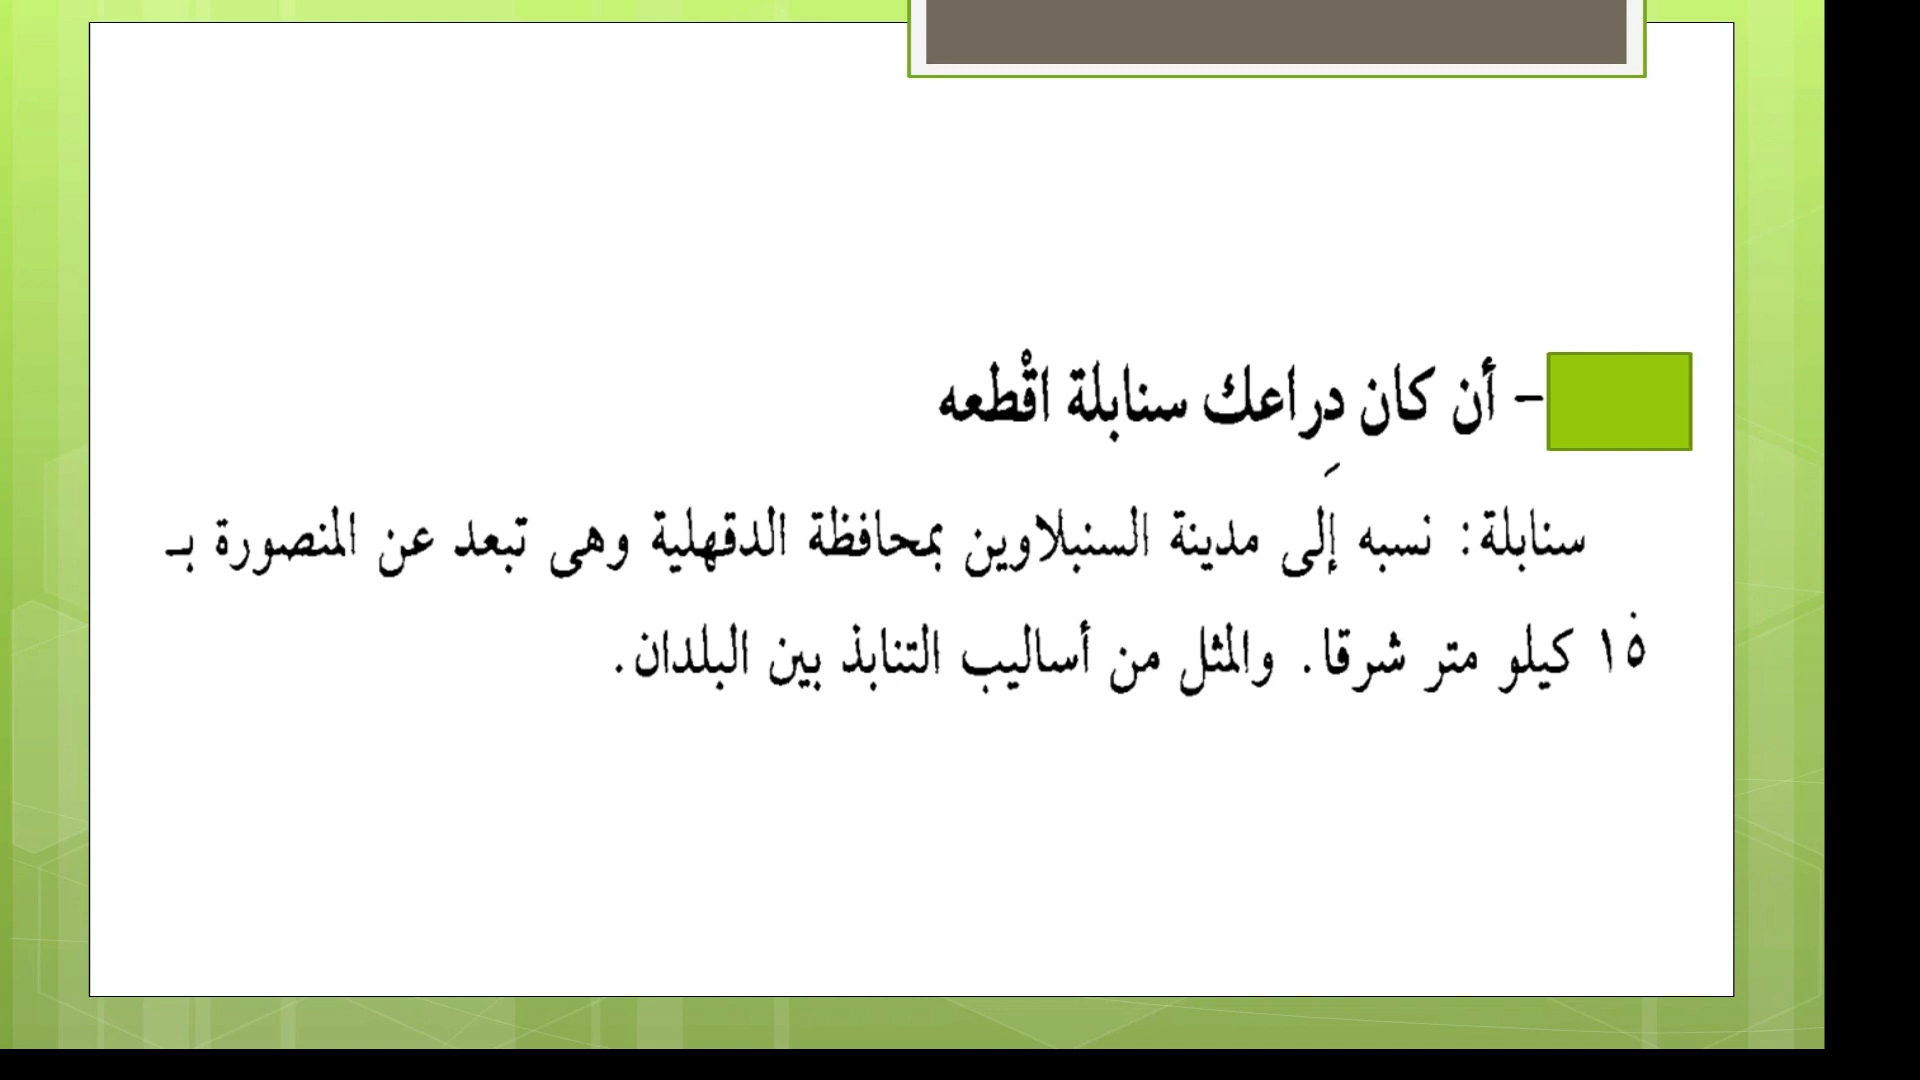 – أن كان دِراعك سنابلة اقْطعه
سنابلة: نسبه إلى مدينة السنبلاوين بمحافظة الدقهلية وهى تبعد عن المنصورة بـ
١٥ كيلو متر شرقا. والمثل من أساليب التنابذ بين البلدان.